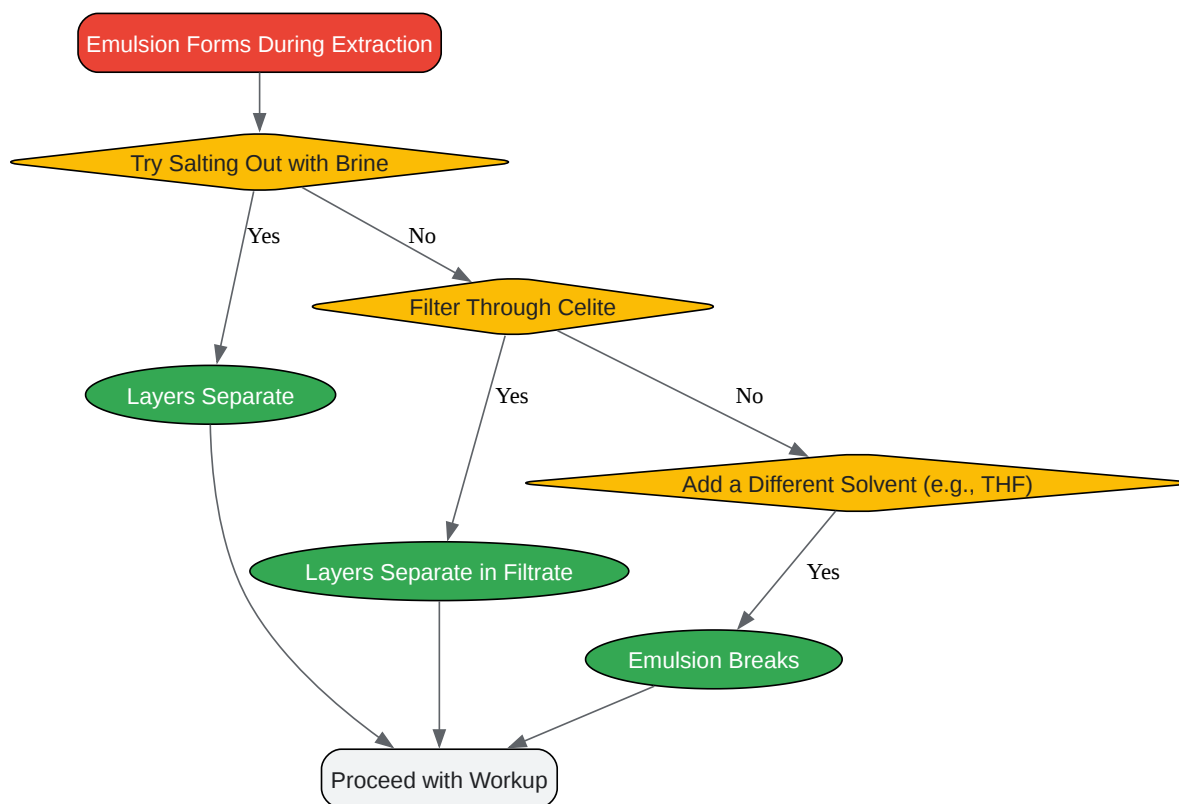 Emulsion Forms During Extraction
Try Salting Out with Brine
Yes
No
Filter Through Celite
Layers Separate
Yes
No
Add a Different Solvent (e.g., THF)
Layers Separate in Filtrate
Yes
Emulsion Breaks
Proceed with Workup